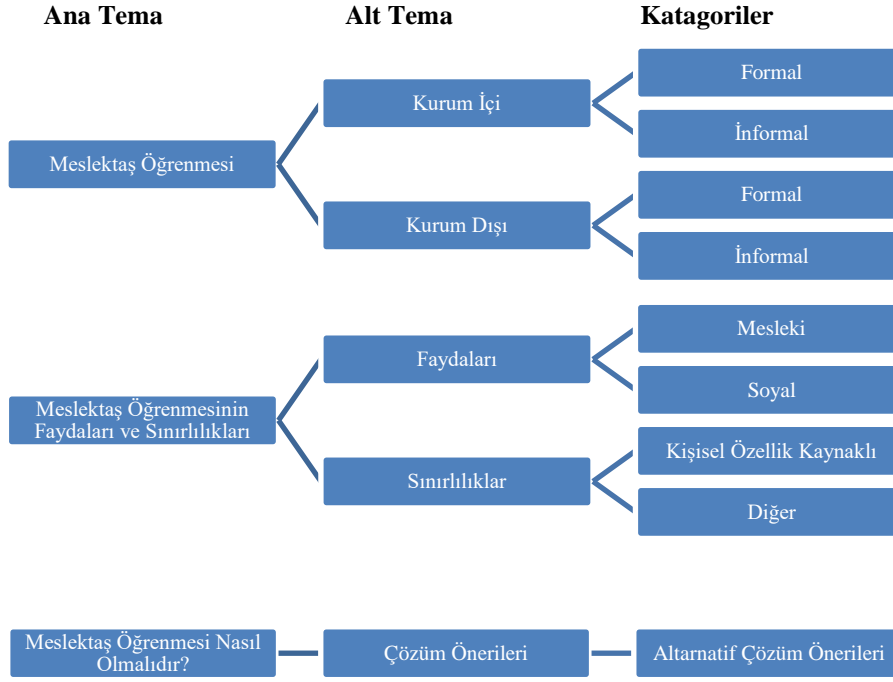 Ana Tema
Alt Tema
Katagoriler
Meslektaş Öğrenmesi
Kurum İçi
Formal
İnformal
Kurum Dışı
Formal
İnformal
Meslektaş Öğrenmesinin
Faydaları ve Sınırlılıkları
Faydaları
Mesleki
Soyal
Sınırlılıklar
Kişisel Özellik Kaynaklı
Diğer
Meslektaş Öğrenmesi Nasıl
Olmalıdır?
Çözüm Önerileri
Altarnatif Çözüm Önerileri